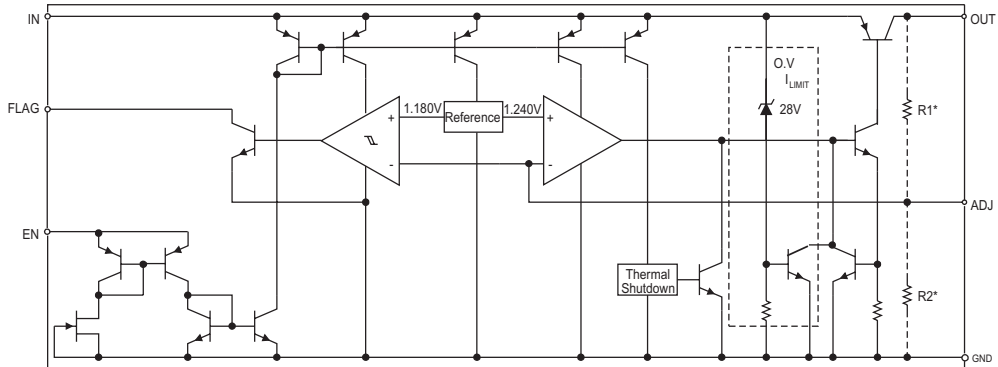 IN
OUT
O.V
ILIMIT
28V
FLAG
1.180V
Reference
1.240V
R1*
+
+
-
-
ADJ
EN
Thermal
Shutdown
R2*
GND